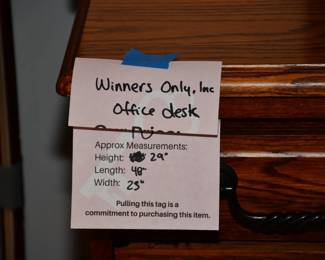 Winners Only, Inc
Office desk
Approx Measurements:
Height: 29"
Length: 48"
Width: 25"
Pulling this tag is a
commitment to purchasing this item.